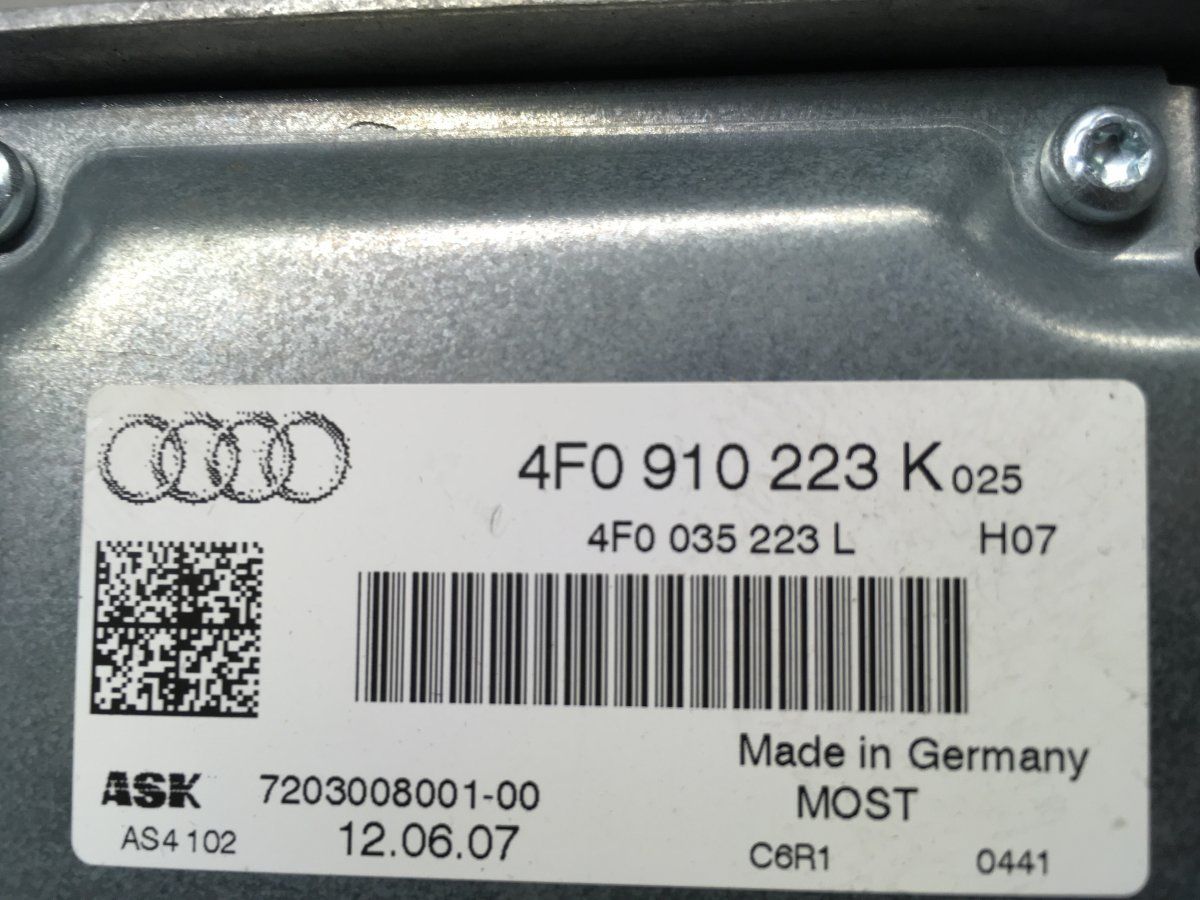 4F0 910 223 K 025
4F0 035 223 L H07
Made in Germany
ASK 7203008001-00
MOST
AS4 102 12.06.07
C6R1 0441